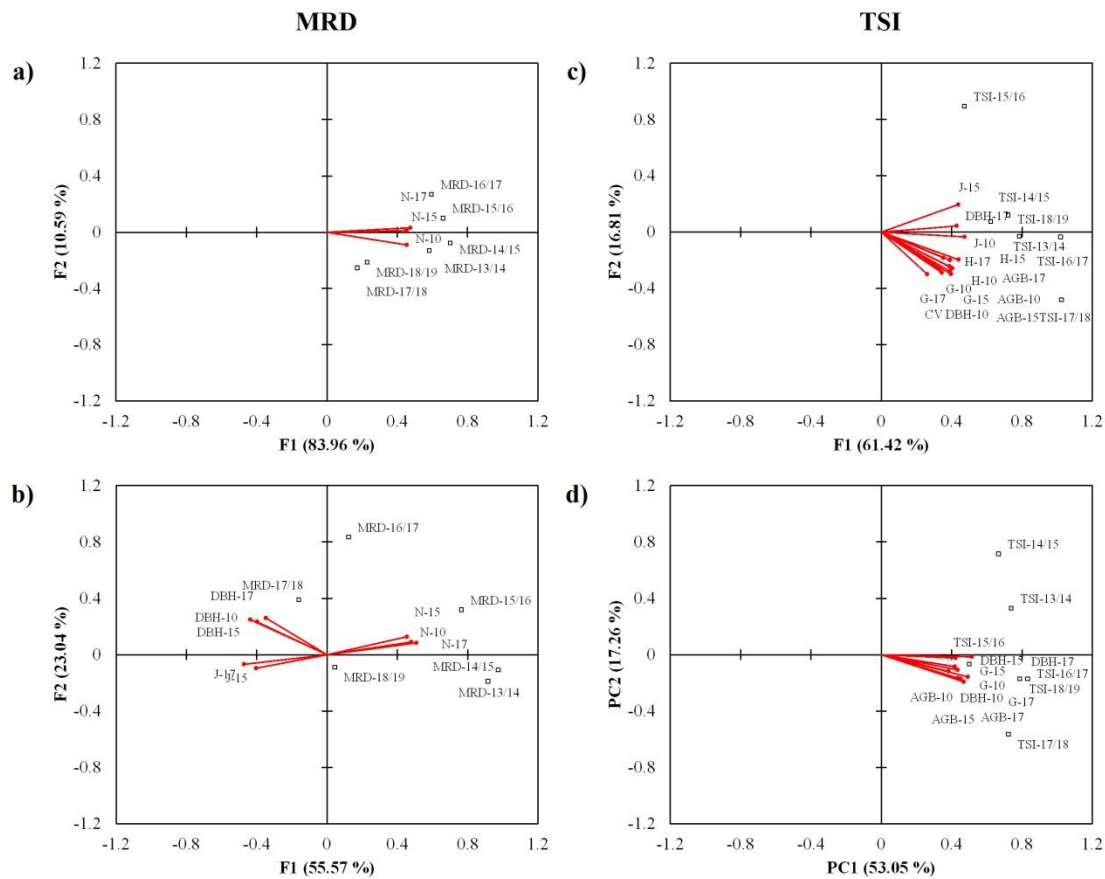 MRD
TSI
a)
1.2
0.8
0.4
0
-0.4
-0.8
-1.2
F2 (10.59 %)
MRD-16/17
N-17
N-15
MRD-15/16
N-10
MRD-14/15
MRD-18/19
MRD-13/14
MRD-17/18
-1.2 -0.8 -0.4 0 0.4 0.8 1.2
F1 (83.96 %)
c)
1.2
0.8
0.4
0
-0.4
-0.8
-1.2
F2 (16.81 %)
TSI-15/16
J-15
TSI-14/15
DBH-17
TSI-18/19
J-10
TSI-13/14
H-17
H-15
TSI-16/17
H-10
AGB-17
G-10
G-17
G-15
AGB-10
CV DBH-10
AGB-15 TSI-17/18
-1.2 -0.8 -0.4 0 0.4 0.8 1.2
F1 (61.42 %)
b)
1.2
0.8
0.4
0
-0.4
-0.8
-1.2
F2 (23.04 %)
MRD-16/17
MRD-17/18
DBH-17
DBH-10
DBH-15
N-15
MRD-15/16
N-10
N-17
J-17
J-15
MRD-18/19
MRD-14/15
MRD-13/14
-1.2 -0.8 -0.4 0 0.4 0.8 1.2
F1 (55.57 %)
d)
1.2
0.8
0.4
0
-0.4
-0.8
-1.2
PC2 (17.26 %)
TSI-14/15
TSI-13/14
TSI-15/16
DBH-15
DBH-17
G-15
TSI-16/17
G-10
TSI-18/19
AGB-10
DBH-10
G-17
AGB-15
AGB-17
TSI-17/18
-1.2 -0.8 -0.4 0 0.4 0.8 1.2
PC1 (53.05 %)